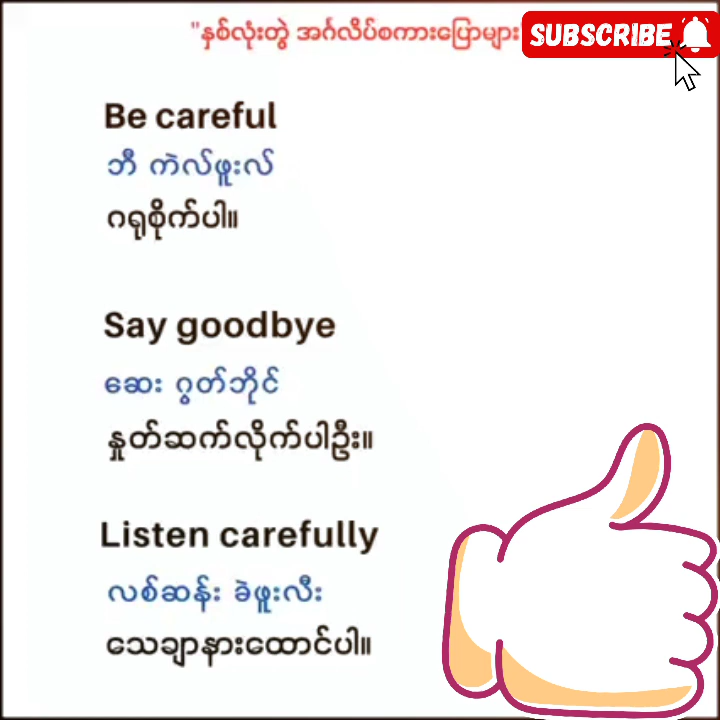 "နှစ်လုံးတွဲ အင်္ဂလိပ်စကားပြောများ
SUBSCRIBE
Be careful
ဘီ ကဲလ်ဖူးလ်
ဂရုစိုက်ပါ။
Say goodbye
ဆေး ဂွတ်ဘိုင်
နှုတ်ဆက်လိုက်ပါဦး။
Listen carefully
လစ်ဆန်း ခဲဖူးလီး
သေချာနားထောင်ပါ။